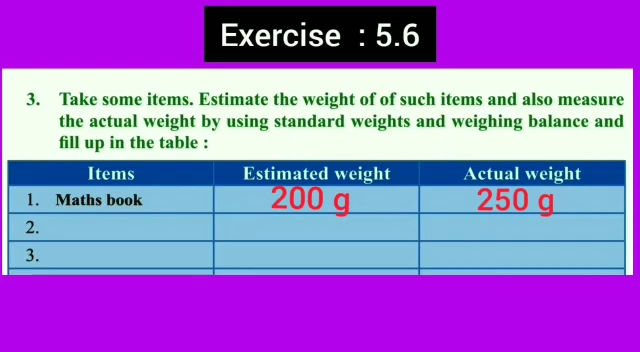 Exercise : 5.6
3. Take some items. Estimate the weight of of such items and also measure
the actual weight by using standard weights and weighing balance and
fill up in the table :
Items Estimated weight Actual weight
1. Maths book 200 g 250 g
2.
3.